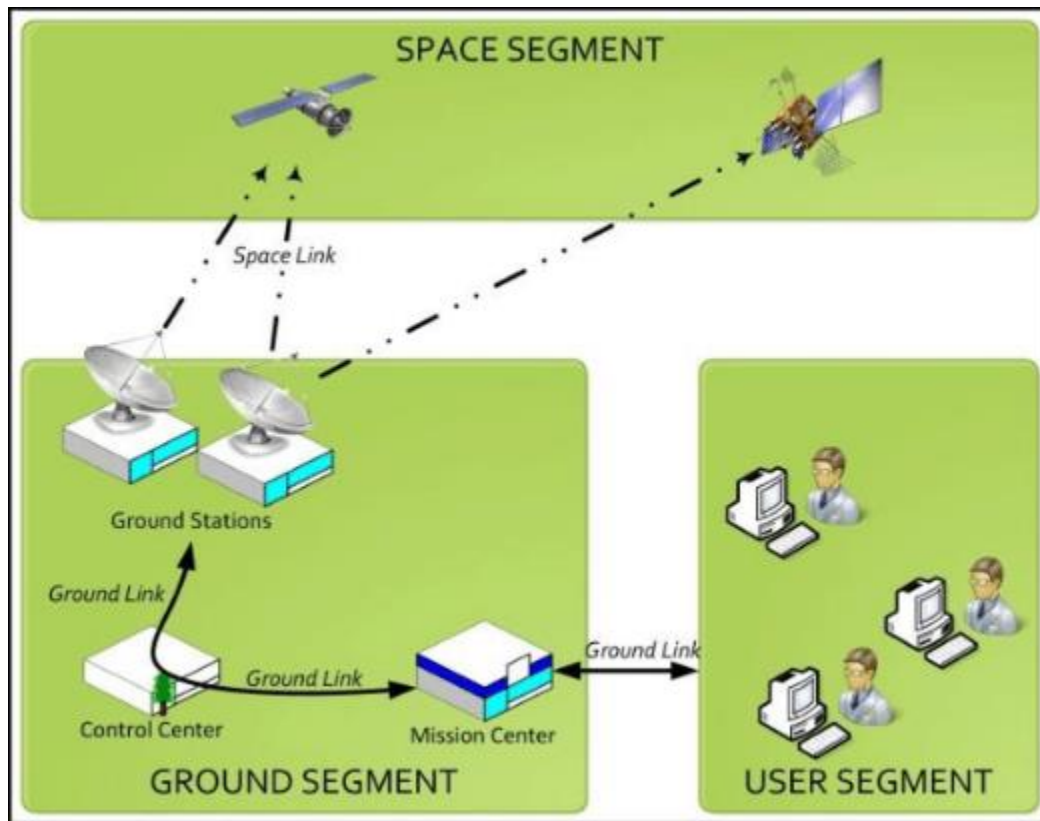 SPACE SEGMENT
Space Link
Ground Stations
Ground Link
Ground Link
Ground Link
Control Center
Mission Center
GROUND SEGMENT
USER SEGMENT